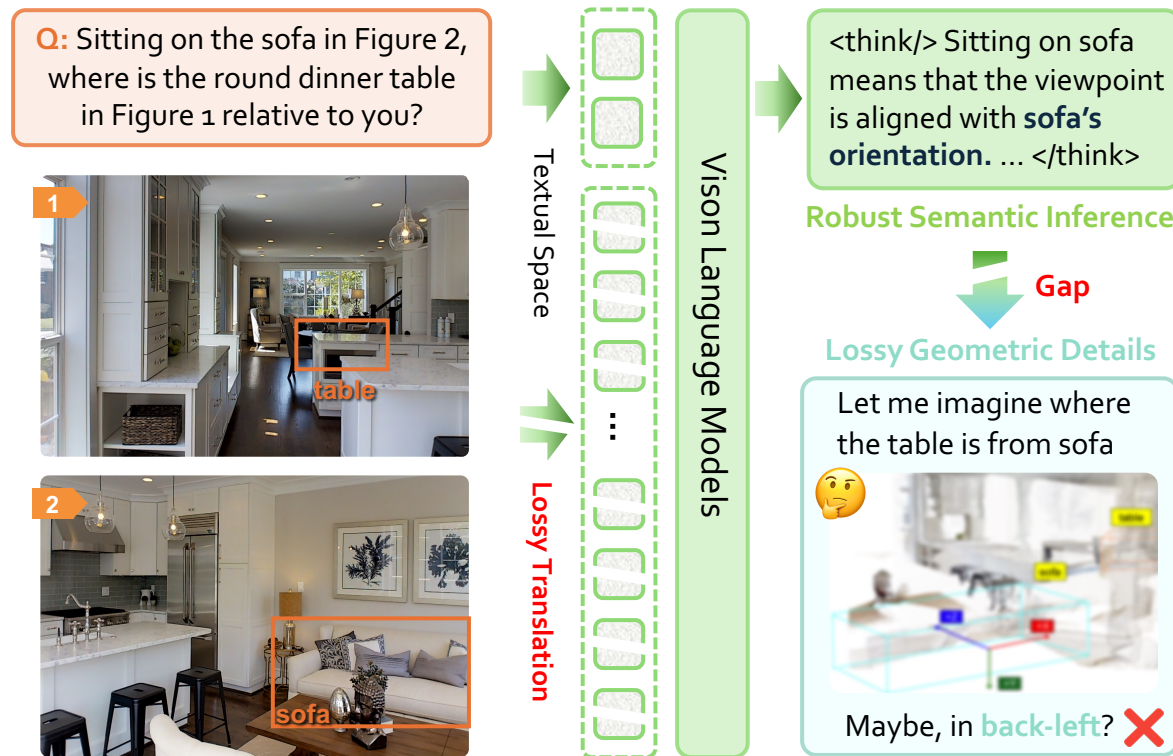 Q: Sitting on the sofa in Figure 2,
where is the round dinner table
in Figure 1 relative to you?
1
table
2
sofa
Textual Space
Lossy Translation
...
Vison Language Models
<think/> Sitting on sofa
means that the viewpoint
is aligned with sofa's
orientation. ... </think>
Robust Semantic Inference
Gap
Lossy Geometric Details
Let me imagine where
the table is from sofa
table
sofa
Maybe, in back-left?